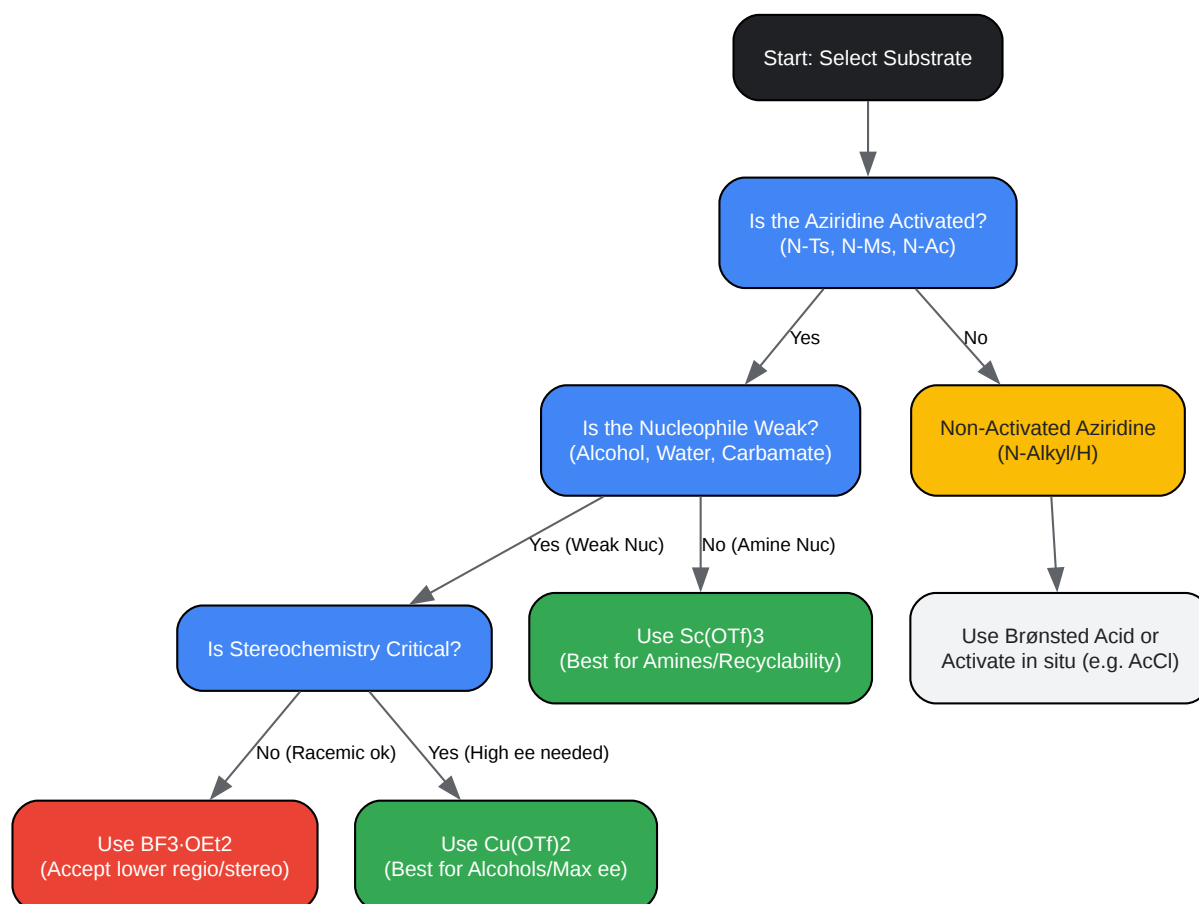 Start: Select Substrate
Is the Aziridine Activated?
(N-Ts, N-Ms, N-Ac)
Yes
No
Is the Nucleophile Weak?
(Alcohol, Water, Carbamate)
Non-Activated Aziridine
(N-Alkyl/H)
Yes (Weak Nuc)
No (Amine Nuc)
Is Stereochemistry Critical?
Use Sc(OTf)3
(Best for Amines/Recyclability)
Use Brønsted Acid or
Activate in situ (e.g. AcCl)
No (Racemic ok)
Yes (High ee needed)
Use BF3·OEt2
(Accept lower regio/stereo)
Use Cu(OTf)2
(Best for Alcohols/Max ee)